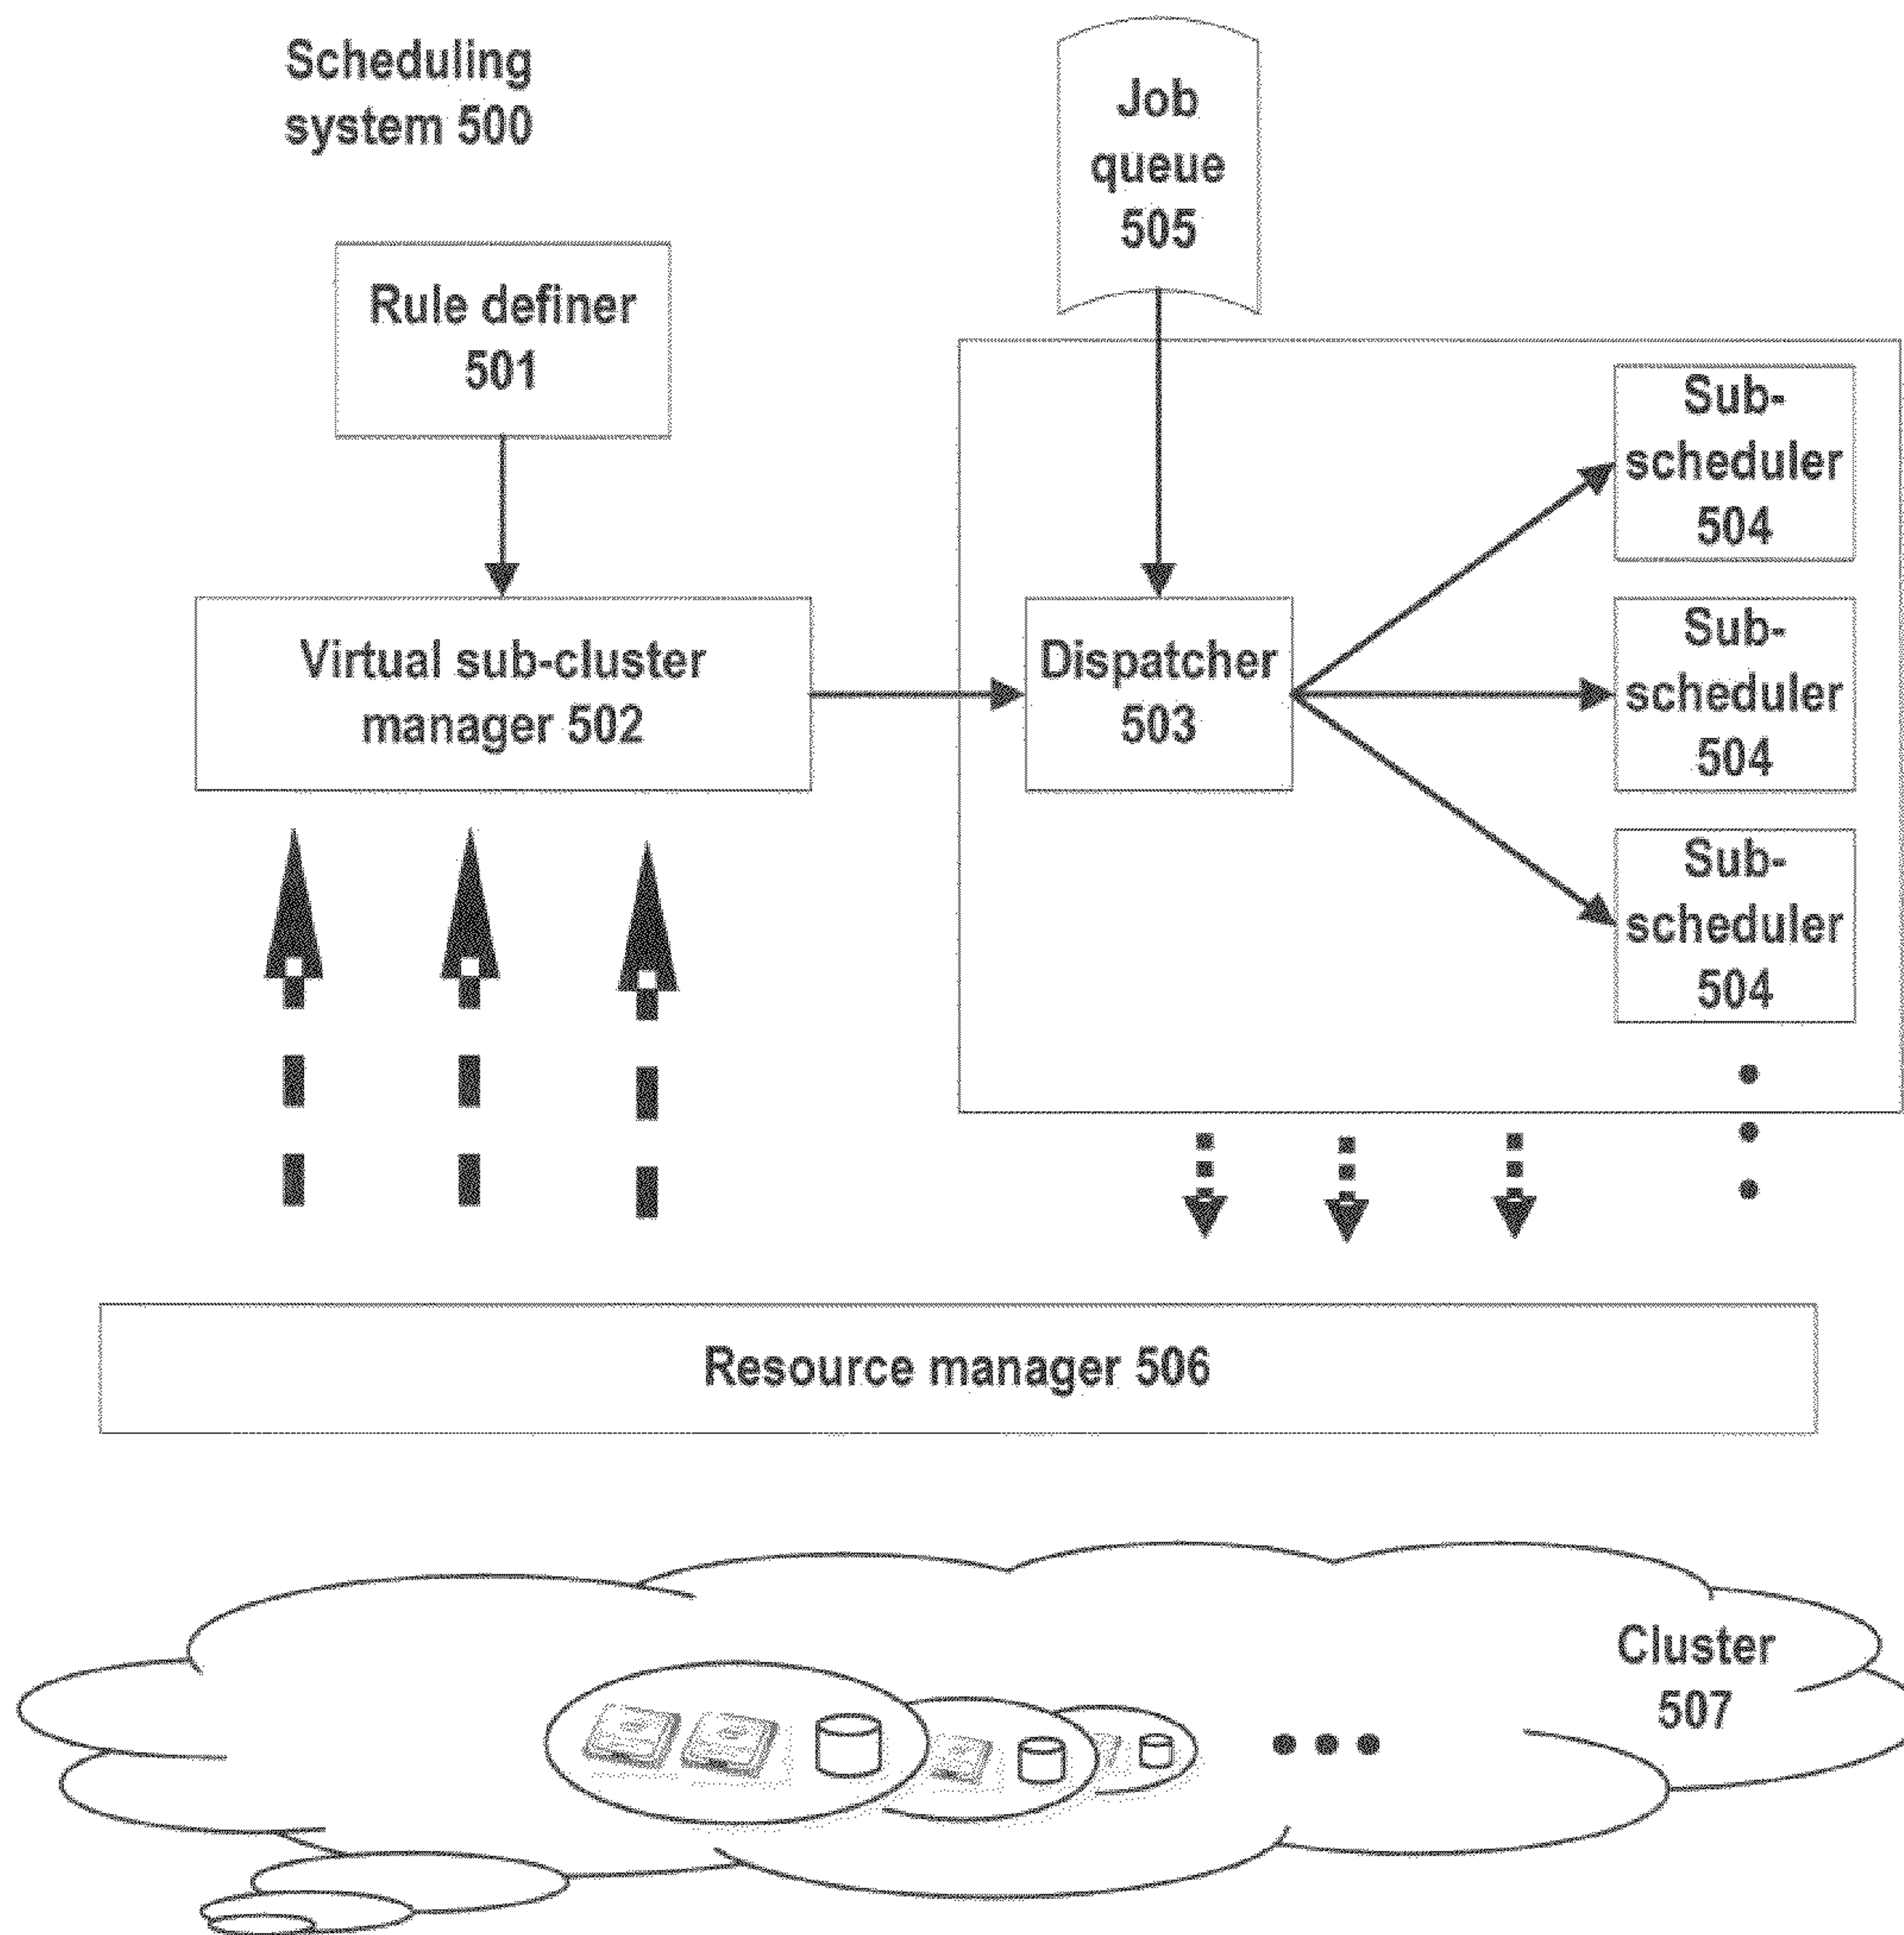 Scheduling
system 500
Job
queue
505
Rule definer
501
Sub-
scheduler
504
Virtual sub-cluster
manager 502
Dispatcher
503
Sub-
scheduler
504
Sub-
scheduler
504
Resource manager 506
Cluster
507